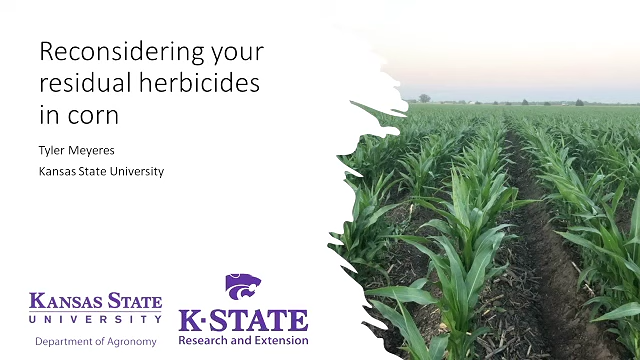 Reconsidering your
residual herbicides
in corn
Tyler Meyeres
Kansas State University
KANSAS STATE
UNIVERSITY
Department of Agronomy
K-STATE
Research and Extension